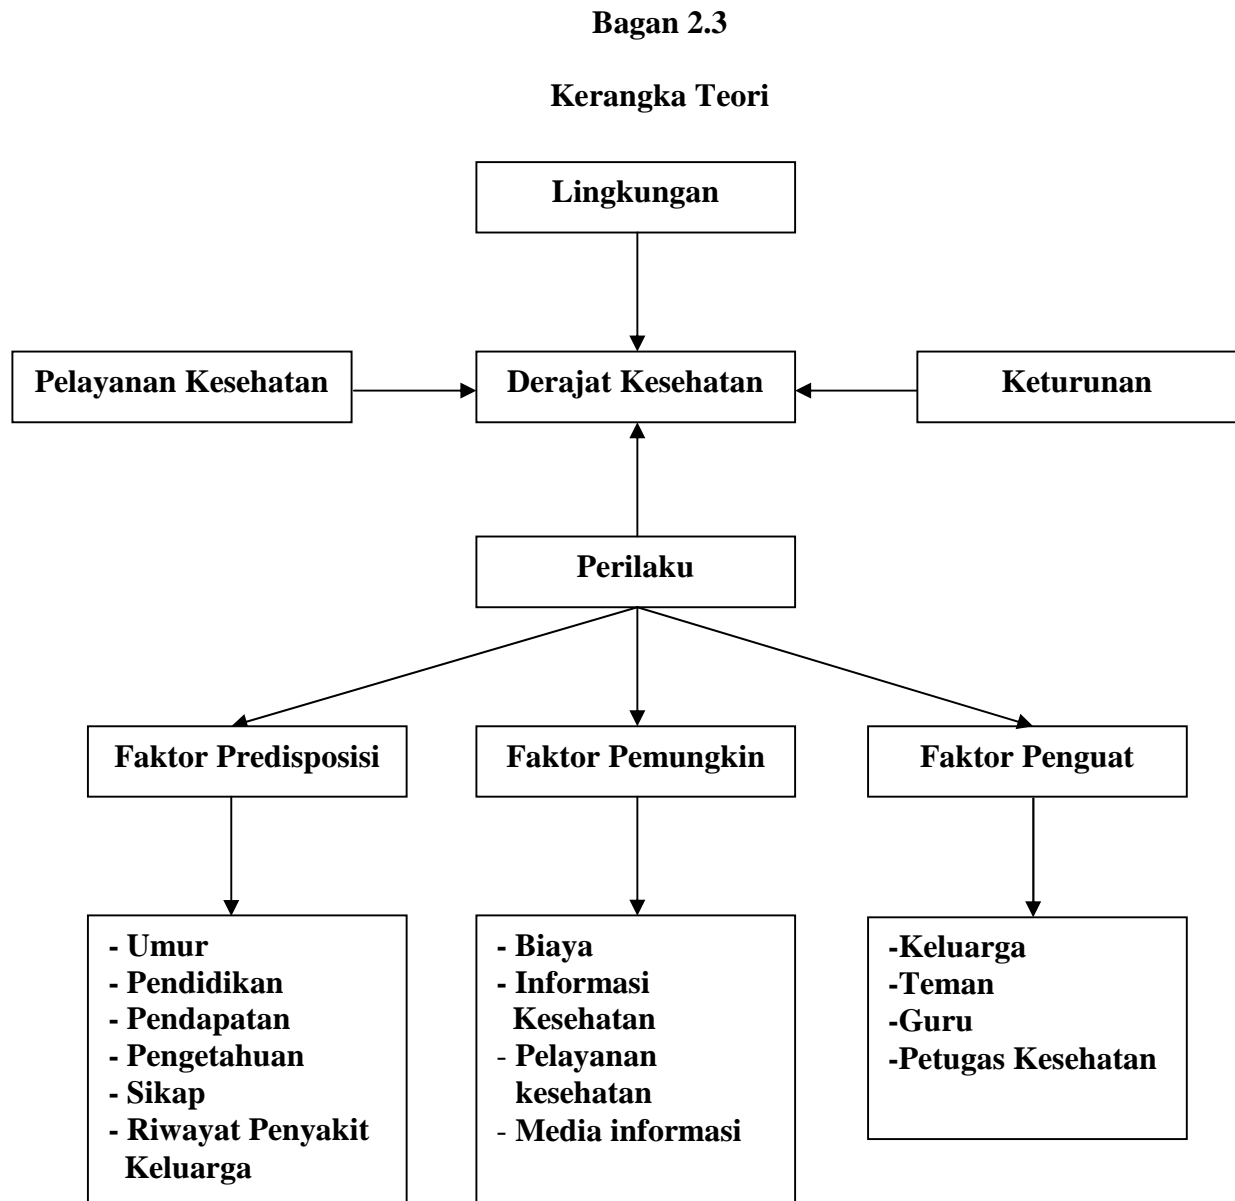 Bagan 2.3
Kerangka Teori
Lingkungan
Pelayanan Kesehatan
Derajat Kesehatan
Keturunan
Perilaku
Faktor Predisposisi
Faktor Pemungkin
Faktor Penguat
- Umur
- Pendidikan
- Pendapatan
- Pengetahuan
- Sikap
- Riwayat Penyakit
Keluarga
- Biaya
- Informasi
Kesehatan
- Pelayanan
kesehatan
- Media informasi
-Keluarga
-Teman
-Guru
-Petugas Kesehatan